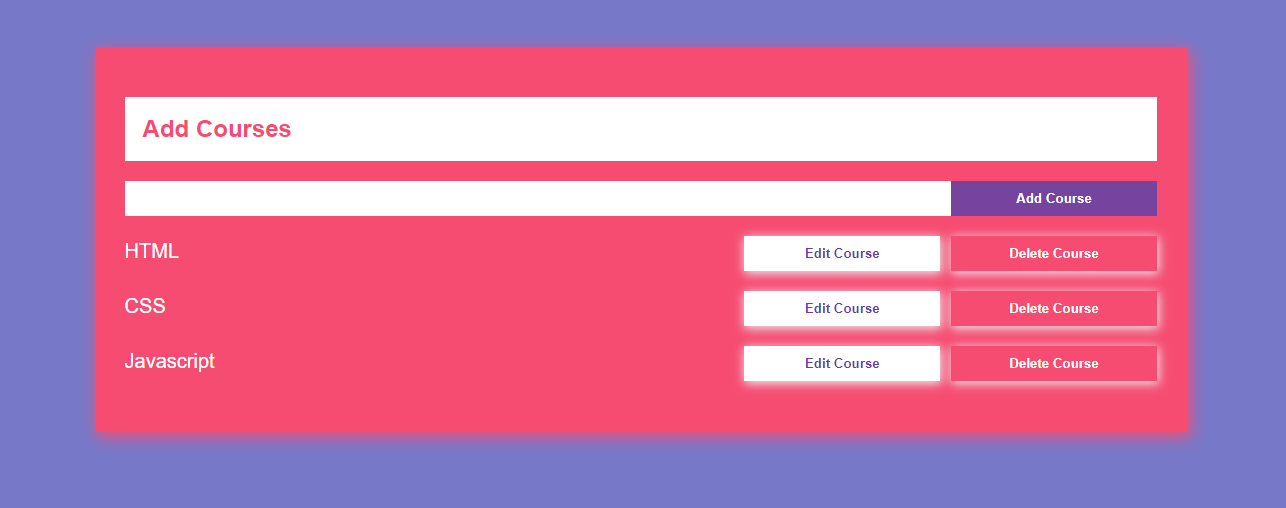 Add Courses
Add Course
HTML Edit Course Delete Course
CSS Edit Course Delete Course
Javascript Edit Course Delete Course